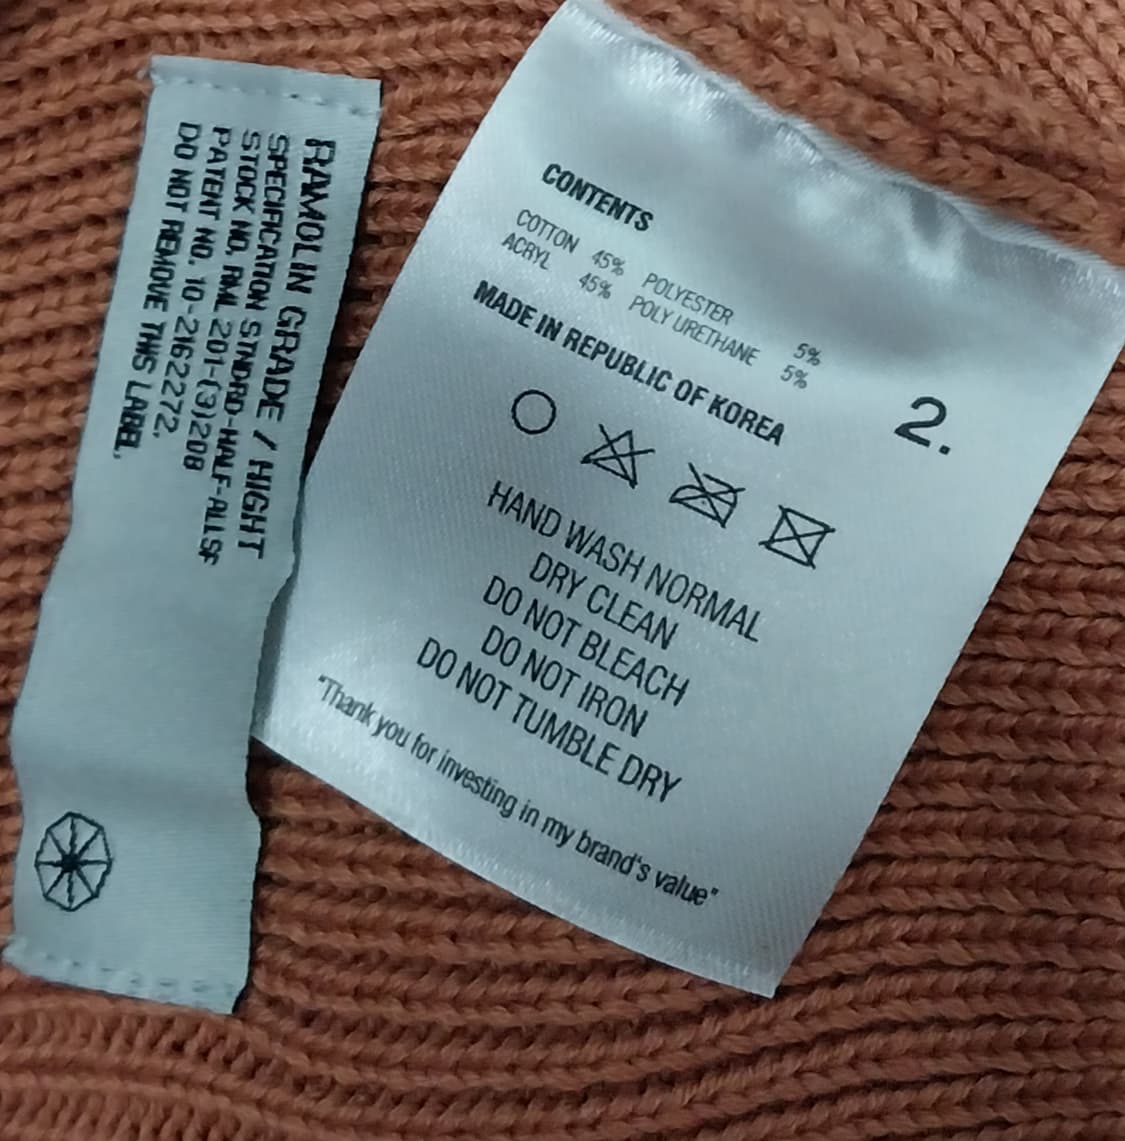 RAMOLIN GRADE / HIGHT
SPECIFICATION STNDRD-HALF-ALLSF
STOCK NO, RML 201-(3)208
PATENT NO. 10-2162272.
DO NOT REMOVE THIS LABEL.
CONTENTS
COTTON 45% POLYESTER 5%
ACRYL 45% POLY URETHANE 5%
MADE IN REPUBLIC OF KOREA
2.
HAND WASH NORMAL
DRY CLEAN
DO NOT BLEACH
DO NOT IRON
DO NOT TUMBLE DRY
"Thank you for investing in my brand's value"